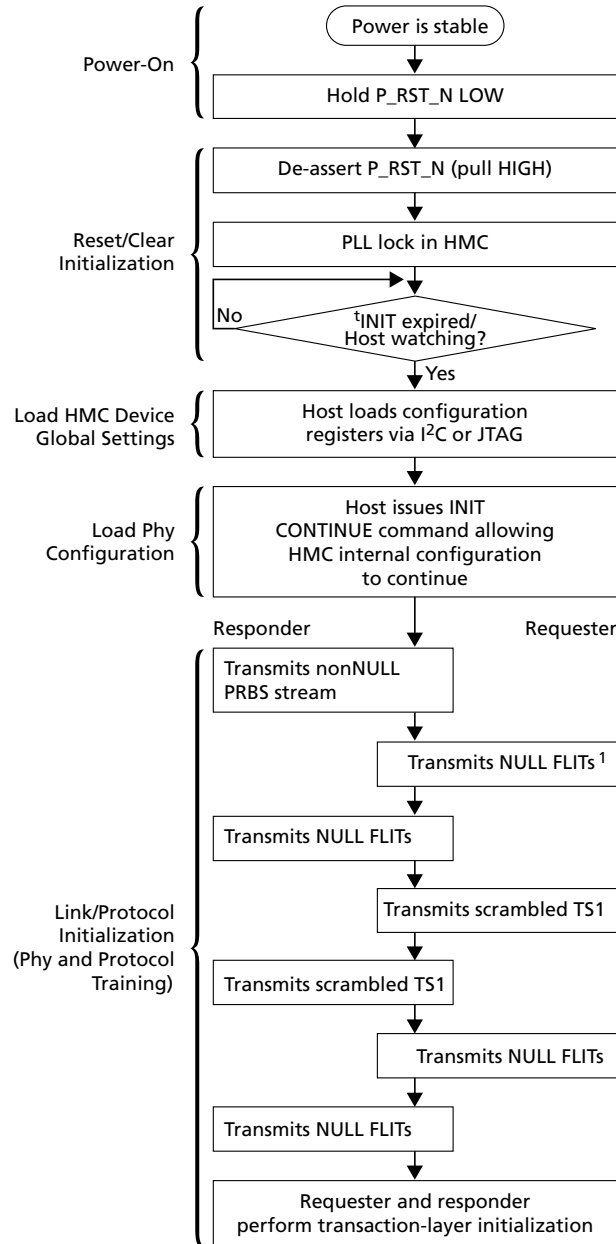 Power-On
Power is stable
Hold P_RST_N LOW
Reset/Clear
Initialization
De-assert P_RST_N (pull HIGH)
PLL lock in HMC
No
tINIT expired/
Host watching?
Yes
Load HMC Device
Global Settings
Host loads configuration
registers via I2C or JTAG
Load Phy
Configuration
Host issues INIT
CONTINUE command allowing
HMC internal configuration
to continue
Responder
Requester
Link/Protocol
Initialization
(Phy and Protocol
Training)
Transmits nonNULL
PRBS stream
Transmits NULL FLITs 1
Transmits NULL FLITs
Transmits scrambled TS1
Transmits scrambled TS1
Transmits NULL FLITs
Transmits NULL FLITs
Requester and responder
perform transaction-layer initialization